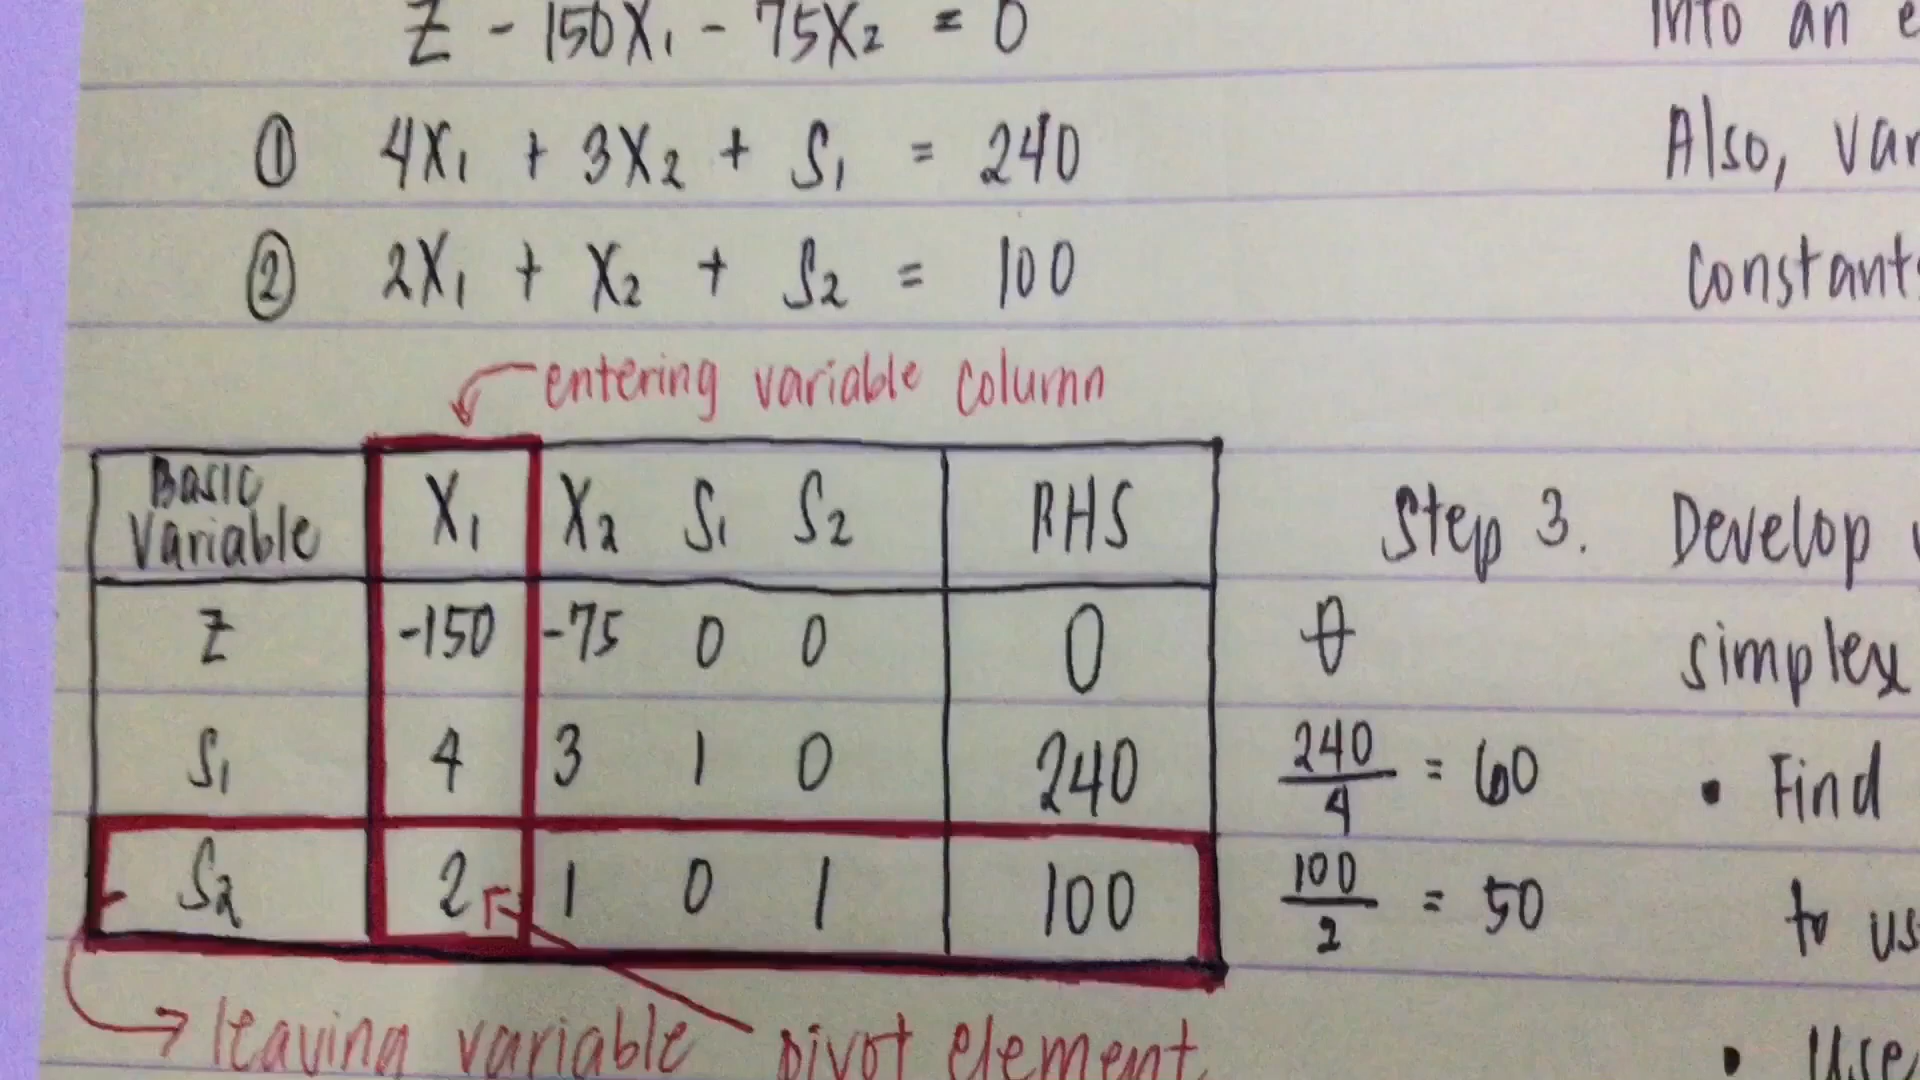 Z - 150X₁ - 75X₂ = 0
① 4X₁ + 3X₂ + S₁ = 240
② 2X₁ + X₂ + S₂ = 100
into an
Also,
constants
entering variable column
Basic Variable X₁ X₂ S₁ S₂ RHS
Z -150 -75 0 0 0 θ
S₁ 4 3 1 0 240 240/4 = 60
S₂ 2 1 0 1 100 100/2 = 50
leaving variable pivot element
Step 3. Develop
simplex
• Find
to
• Use